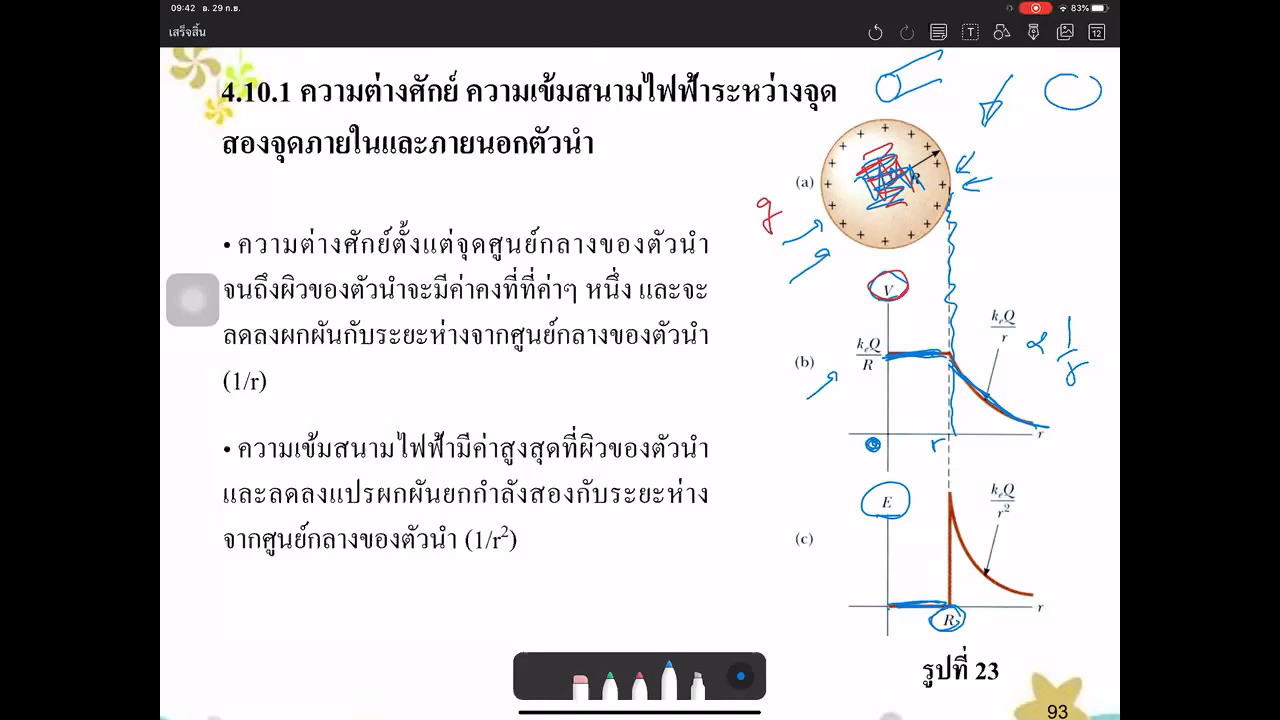 09:42 อ. 29 ก.ย.
83%
เสร็จสิ้น
4.10.1 ความต่างศักย์ ความเข้มสนามไฟฟ้าระหว่างจุด
สองจุดภายในและภายนอกตัวนำ
(a)
R
q
• ความต่างศักย์ตั้งแต่จุดศูนย์กลางของตัวนำ
จนถึงผิวของตัวนำจะมีค่าคงที่ที่ค่าๆ หนึ่ง และจะ
ลดลงผกผันกับระยะห่างจากศูนย์กลางของตัวนำ
(1/r)
• ความเข้มสนามไฟฟ้ามีค่าสูงสุดที่ผิวของตัวนำ
และลดลงแปรผกผันยกกำลังสองกับระยะห่าง
จากศูนย์กลางของตัวนำ (1/r²)
V
(b)
kₑQ/R
kₑQ/r
∝ 1/r
r
r
E
(c)
kₑQ/r²
R
r
รูปที่ 23
93